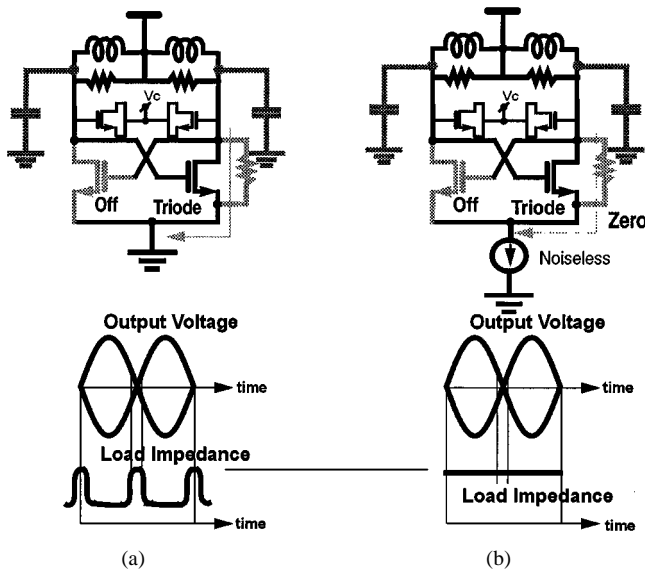 Vc
Off
Triode
Output Voltage
time
Load Impedance
time
(a)
Vc
Off
Triode
Zero
Noiseless
Output Voltage
time
Load Impedance
time
(b)